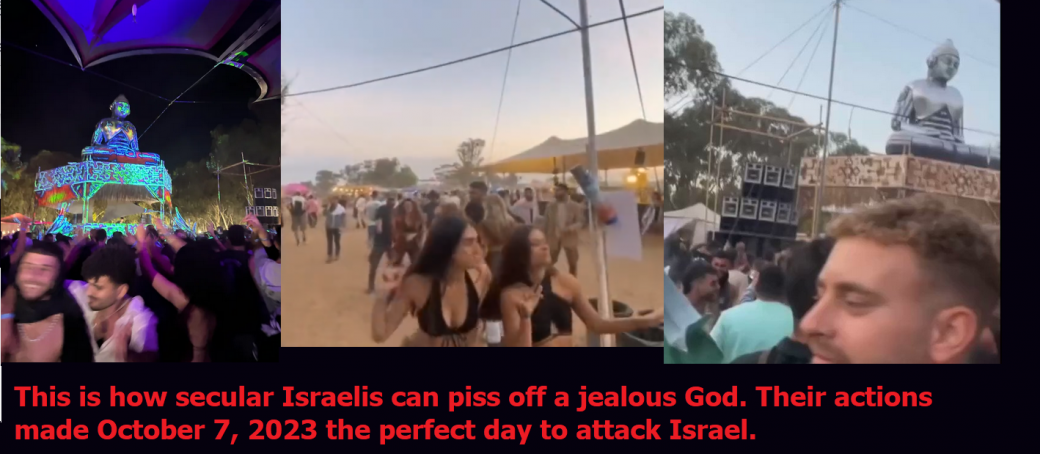 This is how secular Israelis can piss off a jealous God. Their actions
made October 7, 2023 the perfect day to attack Israel.